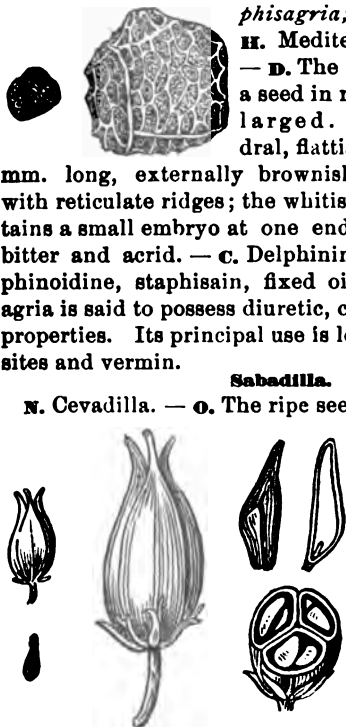 phisagria,
H. Medite
— D. The
a seed in n
larged.
dral, flatti
mm. long, externally brownish
with reticulate ridges; the whitis
tains a small embryo at one end
bitter and acrid. — C. Delphinin
phinoidine, staphisain, fixed oi
agria is said to possess diuretic, c
properties. Its principal use is lo
sites and vermin.
Sabadilla.
N. Cevadilla. — O. The ripe see